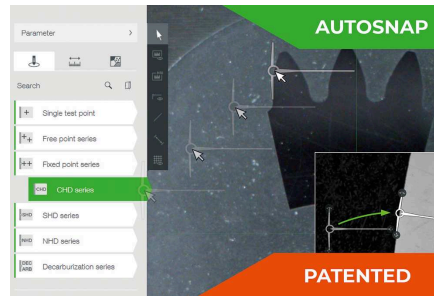 Parameter
AUTOSNAP
Search
Single test point
Free point series
Fixed point series
CHD CHD series
SHD SHD series
NHD NHD series
DEC
CARB Decarburization series
PATENTED